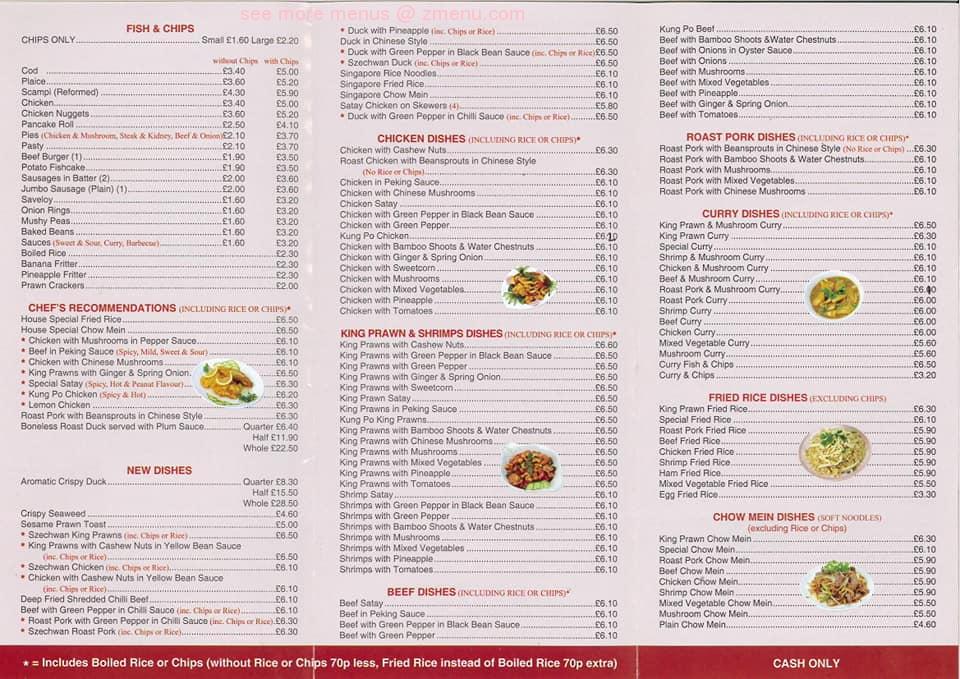 see more menus @ zmenu.com
FISH & CHIPS
CHIPS ONLY Small £1.60 Large £2.20
without Chips with Chips
Cod £3.40 £5.00
Plaice £3.60 £5.20
Scampi (Reformed) £4.30 £5.90
Chicken £3.40 £5.00
Chicken Nuggets £3.60 £5.20
Pancake Roll £2.50 £4.10
Pies (Chicken & Mushroom, Steak & Kidney, Beef & Onion) £2.10 £3.70
Pasty £2.10 £3.70
Beef Burger (1) £1.90 £3.50
Potato Fishcake £1.90 £3.50
Sausages in Batter (2) £2.00 £3.60
Jumbo Sausage (Plain) (1) £2.00 £3.60
Saveloy £1.60 £3.20
Onion Rings £1.60 £3.20
Mushy Peas £1.60 £3.20
Baked Beans £1.60 £3.20
Sauces (Sweet & Sour, Curry, Barbecue) £1.60 £3.20
Boiled Rice £2.30
Banana Fritter £2.30
Pineapple Fritter £2.30
Prawn Crackers £2.00
CHEF'S RECOMMENDATIONS (INCLUDING RICE OR CHIPS)*
House Special Fried Rice £6.50
House Special Chow Mein £6.50
* Chicken with Mushrooms in Pepper Sauce £6.10
* Beef in Peking Sauce (Spicy, Mild, Sweet & Sour) £6.10
* Chicken with Chinese Mushrooms £6.10
* King Prawns with Ginger & Spring Onion £6.50
* Special Satay (Spicy, Hot & Peanut Flavour) £6.30
* Kung Po Chicken (Spicy & Hot) £6.20
* Lemon Chicken £6.30
Roast Pork with Beansprouts in Chinese Style £6.30
Boneless Roast Duck served with Plum Sauce Quarter £6.40
Half £11.90
Whole £22.50
NEW DISHES
Aromatic Crispy Duck Quarter £8.30
Half £15.50
Whole £28.50
Crispy Seaweed £4.60
Sesame Prawn Toast £5.00
* Szechwan King Prawns (inc. Chips or Rice) £6.50
* King Prawns with Cashew Nuts in Yellow Bean Sauce
(inc. Chips or Rice) £6.50
* Szechwan Chicken (inc. Chips or Rice) £6.10
* Chicken with Cashew Nuts in Yellow Bean Sauce
(inc. Chips or Rice) £6.10
Deep Fried Shredded Chilli Beef £6.10
Beef with Green Pepper in Chilli Sauce (inc. Chips or Rice) £6.10
* Roast Pork with Green Pepper in Chilli Sauce (inc. Chips or Rice) £6.30
* Szechwan Roast Pork (inc. Chips or Rice) £6.30
* Duck with Pineapple (inc. Chips or Rice) £6.50
Duck in Chinese Style £6.50
* Duck with Green Pepper in Black Bean Sauce (inc. Chips or Rice) £6.50
* Szechwan Duck (inc. Chips or Rice) £6.50
Singapore Rice Noodles £6.10
Singapore Fried Rice £6.10
Singapore Chow Mein £6.10
Satay Chicken on Skewers (4) £5.80
* Duck with Green Pepper in Chilli Sauce (inc. Chips or Rice) £6.50
CHICKEN DISHES (INCLUDING RICE OR CHIPS)*
Chicken with Cashew Nuts £6.30
Roast Chicken with Beansprouts in Chinese Style
(No Rice or Chips) £6.30
Chicken in Peking Sauce £6.10
Chicken with Chinese Mushrooms £6.10
Chicken Satay £6.10
Chicken with Green Pepper in Black Bean Sauce £6.10
Chicken with Green Pepper £6.10
Kung Po Chicken
Chicken with Bamboo Shoots & Water Chestnuts £6.10
Chicken with Ginger & Spring Onion £6.10
Chicken with Sweetcorn £6.10
Chicken with Mushrooms £6.10
Chicken with Mixed Vegetables £6.10
Chicken with Pineapple £6.10
Chicken with Tomatoes £6.10
KING PRAWN & SHRIMPS DISHES (INCLUDING RICE OR CHIPS)*
King Prawns with Cashew Nuts £6.60
King Prawns with Green Pepper in Black Bean Sauce £6.50
King Prawns with Green Pepper £6.50
King Prawns with Ginger & Spring Onion £6.50
King Prawns with Sweetcorn £6.50
King Prawn Satay £6.50
King Prawns in Peking Sauce £6.50
Kung Po King Prawns £6.50
King Prawns with Bamboo Shoots & Water Chestnuts £6.50
King Prawns with Chinese Mushrooms £6.50
King Prawns with Mushrooms £6.50
King Prawns with Mixed Vegetables £6.50
King Prawns with Pineapple £6.50
King Prawns with Tomatoes £6.50
Shrimp Satay £6.10
Shrimps with Green Pepper in Black Bean Sauce £6.10
Shrimps with Green Pepper £6.10
Shrimps with Bamboo Shoots & Water Chestnuts £6.10
Shrimps with Mushrooms £6.10
Shrimps with Mixed Vegetables £6.10
Shrimps with Pineapple £6.10
Shrimps with Tomatoes £6.10
BEEF DISHES (INCLUDING RICE OR CHIPS)*
Beef Satay £6.10
Beef in Peking Sauce £6.10
Beef with Green Pepper in Black Bean Sauce £6.10
Beef with Green Pepper £6.10
Kung Po Beef £6.10
Beef with Bamboo Shoots &Water Chestnuts £6.10
Beef with Onions in Oyster Sauce £6.10
Beef with Onions £6.10
Beef with Mushrooms £6.10
Beef with Mixed Vegetables £6.10
Beef with Pineapple £6.10
Beef with Ginger & Spring Onion £6.10
Beef with Tomatoes £6.10
ROAST PORK DISHES (INCLUDING RICE OR CHIPS)*
Roast Pork with Beansprouts in Chinese Style (No Rice or Chips) £6.30
Roast Pork with Bamboo Shoots & Water Chestnuts £6.10
Roast Pork with Mushrooms £6.10
Roast Pork with Mixed Vegetables £6.10
Roast Pork with Chinese Mushrooms £6.10
CURRY DISHES (INCLUDING RICE OR CHIPS)*
King Prawn & Mushroom Curry £6.50
King Prawn Curry £6.30
Special Curry £6.10
Shrimp & Mushroom Curry £6.10
Chicken & Mushroom Curry £6.10
Beef & Mushroom Curry £6.10
Roast Pork & Mushroom Curry
Roast Pork Curry £6.00
Shrimp Curry £6.00
Beef Curry £6.00
Chicken Curry £6.00
Mixed Vegetable Curry £5.60
Mushroom Curry £5.60
Curry Fish & Chips £6.50
Curry & Chips £3.20
FRIED RICE DISHES (EXCLUDING CHIPS)
King Prawn Fried Rice £6.30
Special Fried Rice £6.10
Roast Pork Fried Rice £5.90
Beef Fried Rice £5.90
Chicken Fried Rice £5.90
Shrimp Fried Rice £5.90
Ham Fried Rice £5.90
Mixed Vegetable Fried Rice £5.50
Egg Fried Rice £3.30
CHOW MEIN DISHES (SOFT NOODLES)
(excluding Rice or Chips)
King Prawn Chow Mein £6.30
Special Chow Mein £6.10
Roast Pork Chow Mein £5.90
Beef Chow Mein £5.90
Chicken Chow Mein £5.90
Shrimp Chow Mein £5.90
Mixed Vegetable Chow Mein £5.50
Mushroom Chow Mein £5.50
Plain Chow Mein £4.60
* = Includes Boiled Rice or Chips (without Rice or Chips 70p less, Fried Rice instead of Boiled Rice 70p extra)
CASH ONLY